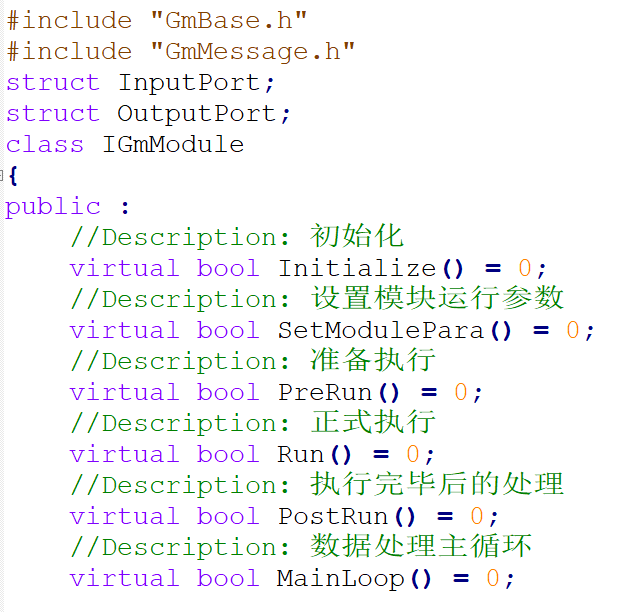 #include "GmBase.h"
#include "GmMessage.h"
struct InputPort;
struct OutputPort;
class IGmModule
{
public :
    //Description: 初始化
    virtual bool Initialize() = 0;
    //Description: 设置模块运行参数
    virtual bool SetModulePara() = 0;
    //Description: 准备执行
    virtual bool PreRun() = 0;
    //Description: 正式执行
    virtual bool Run() = 0;
    //Description: 执行完毕后的处理
    virtual bool PostRun() = 0;
    //Description: 数据处理主循环
    virtual bool MainLoop() = 0;